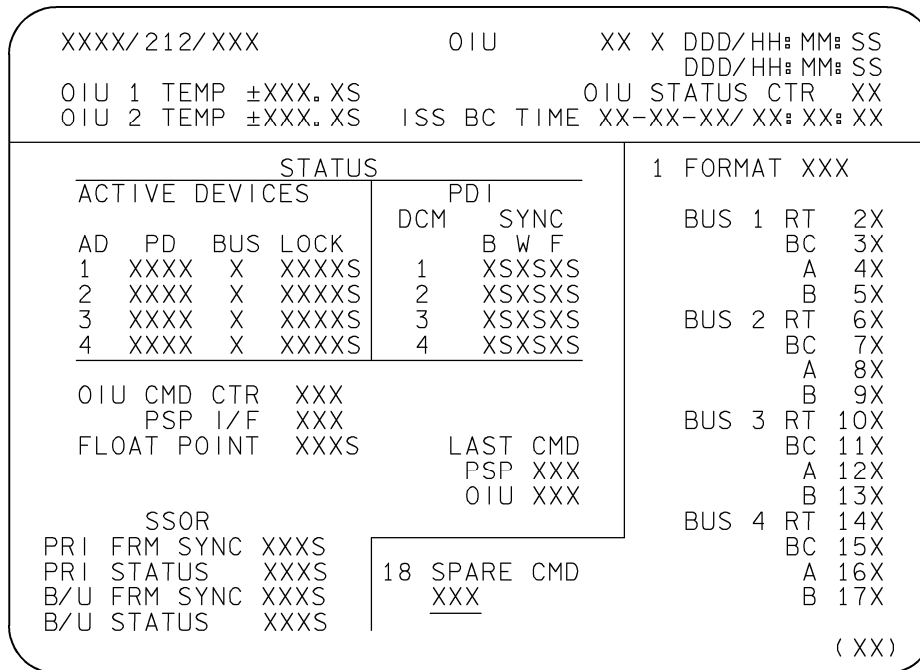 XXXX/212/XXX OIU XX X DDD/HH:MM:SS
DDD/HH:MM:SS
OIU 1 TEMP ±XXX.XS OIU STATUS CTR XX
OIU 2 TEMP ±XXX.XS ISS BC TIME XX-XX-XX/XX:XX:XX
STATUS
ACTIVE DEVICES PDI
DCM SYNC
AD PD BUS LOCK B W F
1 XXXX X XXXXS 1 XSXSXS
2 XXXX X XXXXS 2 XSXSXS
3 XXXX X XXXXS 3 XSXSXS
4 XXXX X XXXXS 4 XSXSXS
OIU CMD CTR XXX
PSP I/F XXX
FLOAT POINT XXXS LAST CMD
PSP XXX
OIU XXX
SSOR
PRI FRM SYNC XXXS
PRI STATUS XXXS
B/U FRM SYNC XXXS
B/U STATUS XXXS
18 SPARE CMD
XXX
1 FORMAT XXX
BUS 1 RT 2X
BC 3X
A 4X
B 5X
BUS 2 RT 6X
BC 7X
A 8X
B 9X
BUS 3 RT 10X
BC 11X
A 12X
B 13X
BUS 4 RT 14X
BC 15X
A 16X
B 17X
(XX)